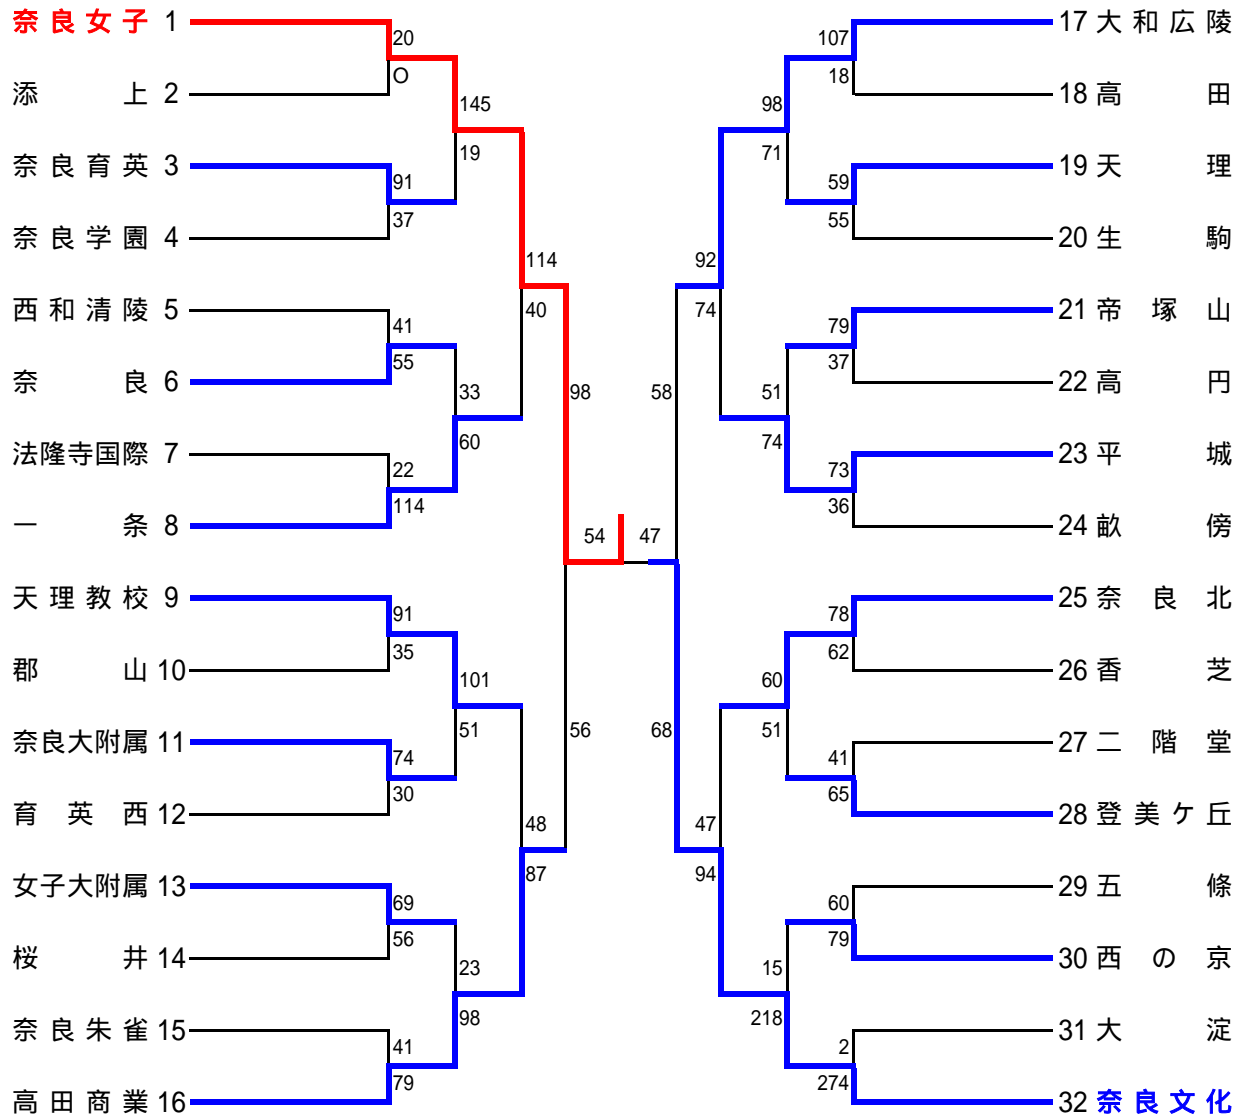 奈良女子 1
添上 2
奈良育英 3
奈良学園 4
西和清陵 5
奈良 6
法隆寺国際 7
一条 8
天理教校 9
郡山 10
奈良大附属 11
育英西 12
女子大附属 13
桜井 14
奈良朱雀 15
高田商業 16
20
O
91
37
41
55
22
114
91
35
74
30
69
56
41
79
145
19
33
60
101
51
23
98
114
40
48
87
98
56
54
47
58
68
92
74
47
94
98
71
51
74
60
51
15
218
107
18
59
55
79
37
73
36
78
62
41
65
60
79
2
274
17 大和広陵
18 高田
19 天理
20 生駒
21 帝塚山
22 高円
23 平城
24 畝傍
25 奈良北
26 香芝
27 二階堂
28 登美ケ丘
29 五條
30 西の京
31 大淀
32 奈良文化